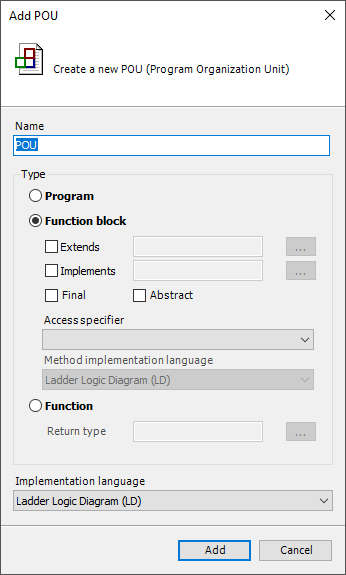 Add POU
Create a new POU (Program Organization Unit)
Name
POU
Type
Program
Function block
Extends
...
Implements
...
Final
Abstract
Access specifier
Method implementation language
Ladder Logic Diagram (LD)
Function
Return type
...
Implementation language
Ladder Logic Diagram (LD)
Add
Cancel